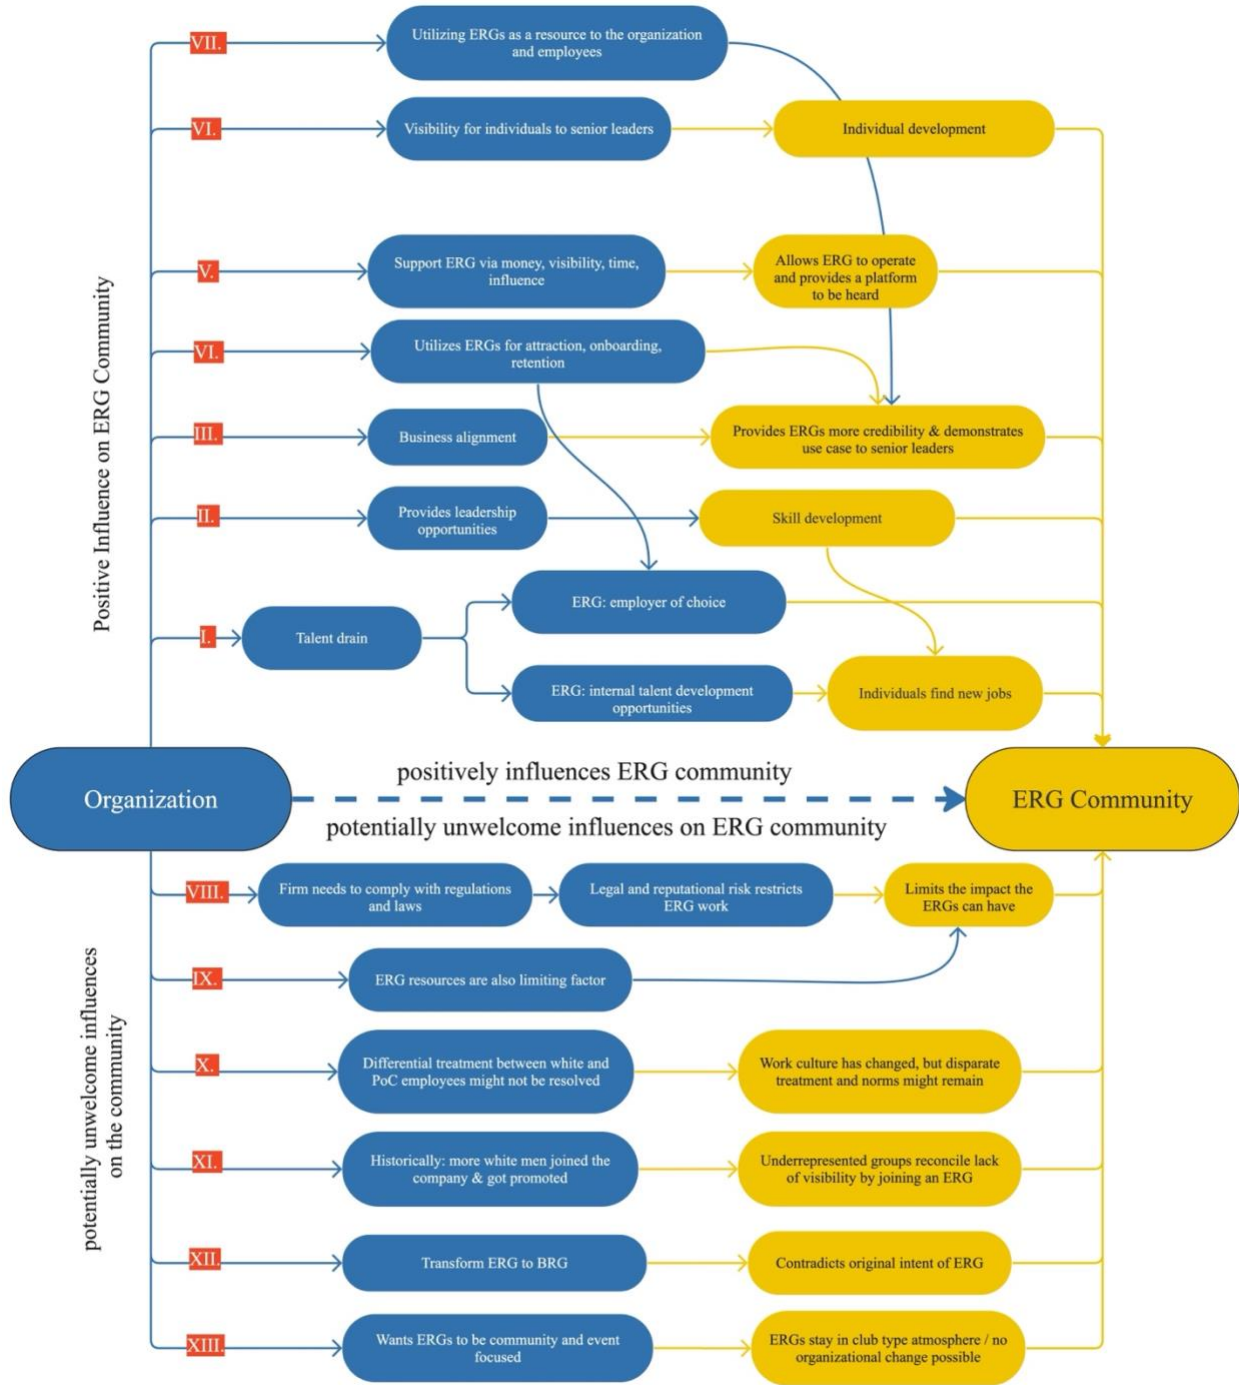 Positive Influence on ERG Community
VII.
Utilizing ERGs as a resource to the organization
and employees
VI.
Visibility for individuals to senior leaders
Individual development
V.
Support ERG via money, visibility, time,
influence
Allows ERG to operate
and provides a platform
to be heard
VI.
Utilizes ERGs for attraction, onboarding,
retention
III.
Business alignment
Provides ERGs more credibility & demonstrates
use case to senior leaders
II.
Provides leadership
opportunities
Skill development
I.
Talent drain
ERG: employer of choice
ERG: internal talent development
opportunities
Individuals find new jobs
Organization
positively influences ERG community
potentially unwelcome influences on ERG community
ERG Community
potentially unwelcome influences
on the community
VIII.
Firm needs to comply with regulations
and laws
Legal and reputational risk restricts
ERG work
Limits the impact the
ERGs can have
IX.
ERG resources are also limiting factor
X.
Differential treatment between white and
PoC employees might not be resolved
Work culture has changed, but disparate
treatment and norms might remain
XI.
Historically: more white men joined the
company & got promoted
Underrepresented groups reconcile lack
of visibility by joining an ERG
XII.
Transform ERG to BRG
Contradicts original intent of ERG
XIII.
Wants ERGs to be community and event
focused
ERGs stay in club type atmosphere / no
organizational change possible